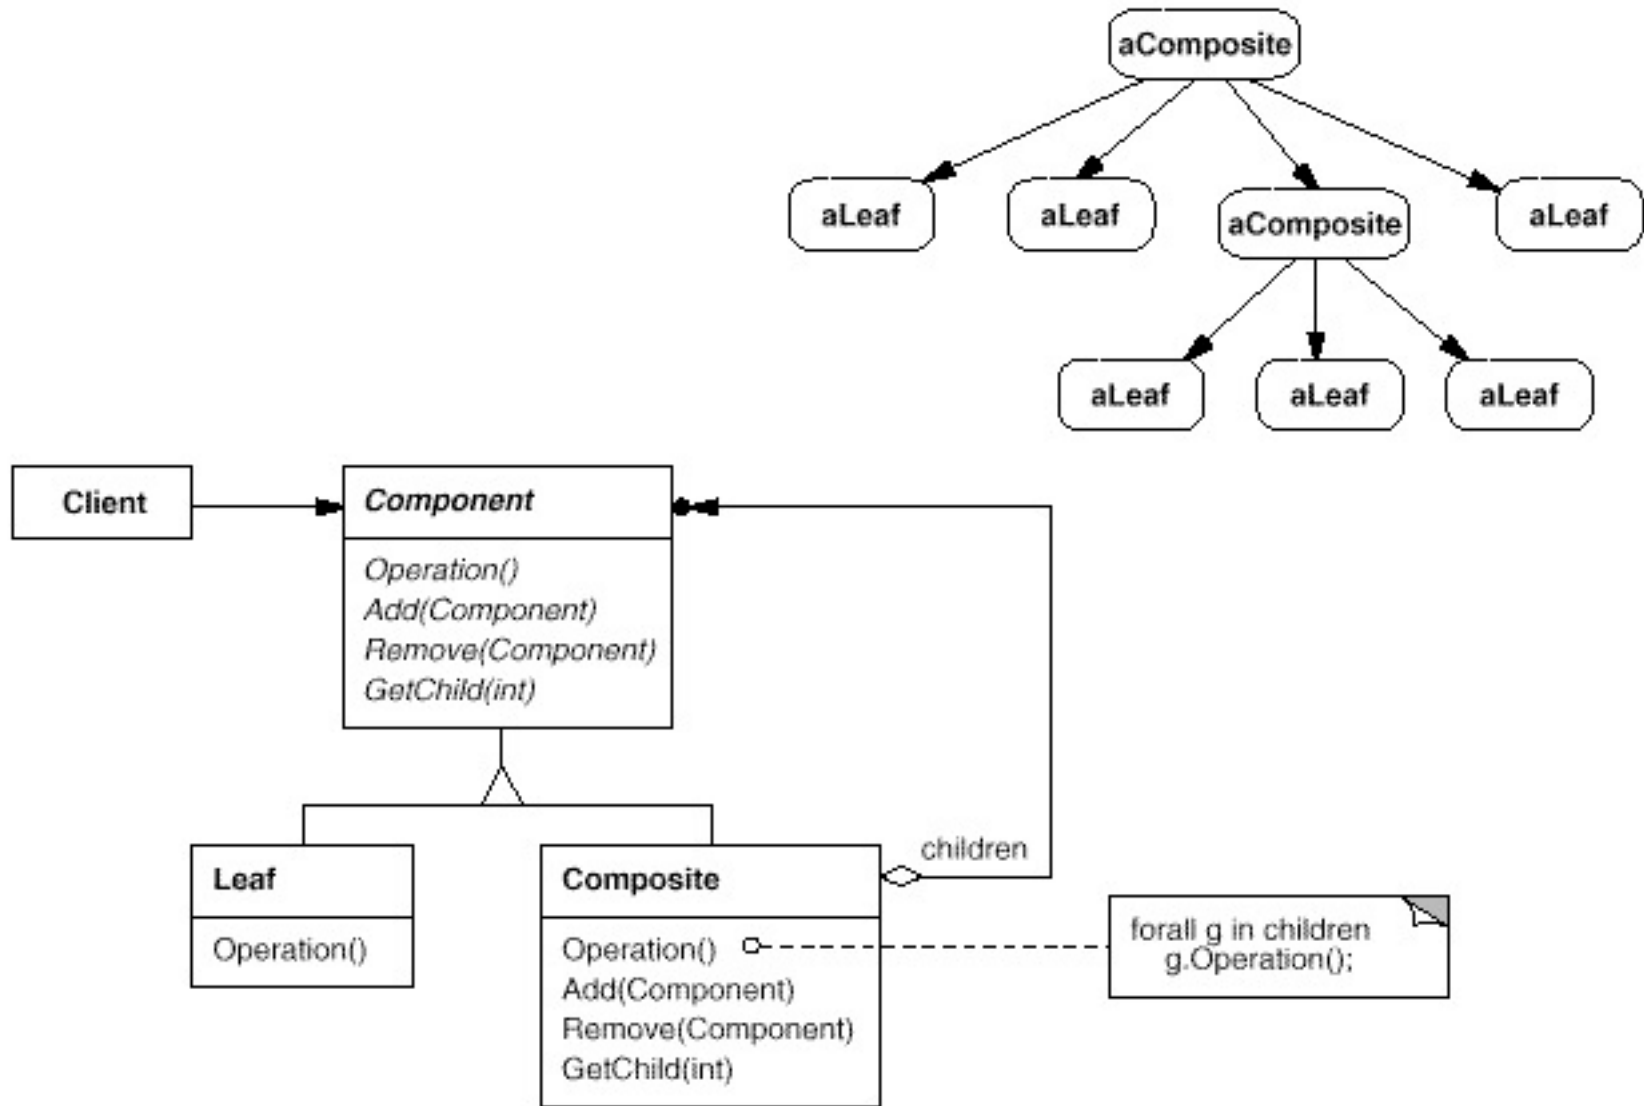 aComposite
aLeaf
aLeaf
aComposite
aLeaf
aLeaf
aLeaf
aLeaf
Client
Component
Operation()
Add(Component)
Remove(Component)
GetChild(int)
Leaf
Operation()
Composite
Operation()
Add(Component)
Remove(Component)
GetChild(int)
children
forall g in children
g.Operation();